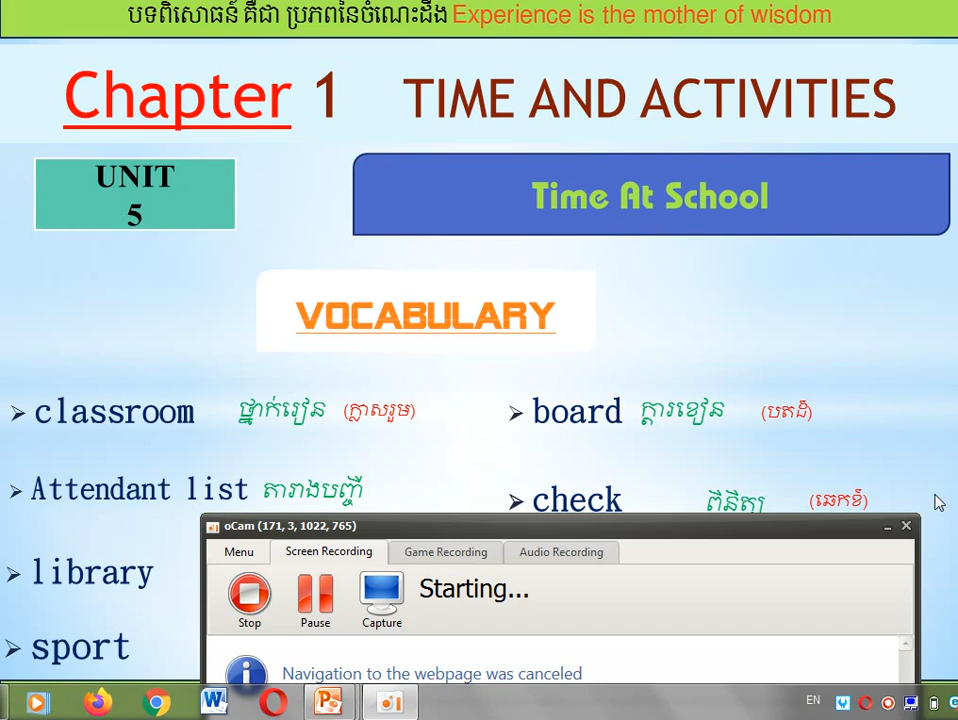 បទពិសោធន៍ គឺជា ប្រភពនៃចំណេះដឹង Experience is the mother of wisdom
Chapter 1 TIME AND ACTIVITIES
UNIT
5
Time At School
VOCABULARY
classroom ថ្នាក់រៀន (ក្លាសរូម)
board ក្ដារខៀន (បតដ៍)
Attendant list តារាងបញ្ជី
check ពិនិត្យ (ឆេកខ៍)
library
sport
oCam (171, 3, 1022, 765)
Menu Screen Recording Game Recording Audio Recording
Starting...
Stop Pause Capture
Navigation to the webpage was canceled
EN